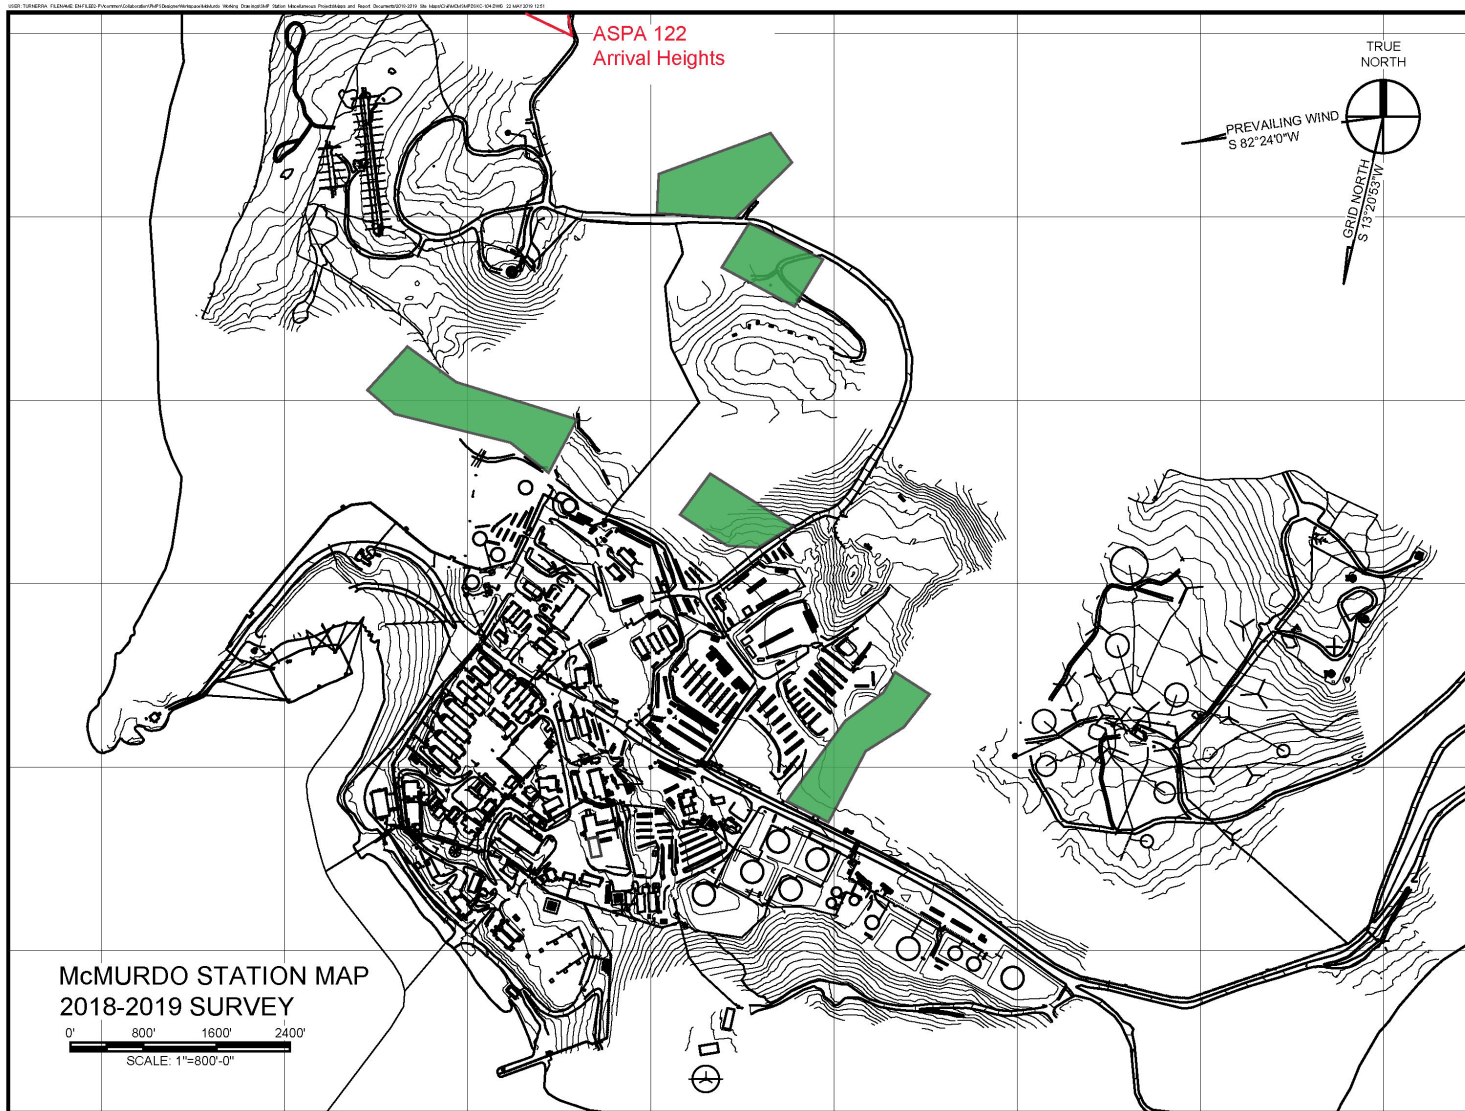 ASPA 122
Arrival Heights
TRUE
NORTH
PREVAILING WIND
S 82°24'0"W
GRID NORTH
S 13°20'53"W
McMURDO STATION MAP
2018-2019 SURVEY
0' 800' 1600' 2400'
SCALE: 1"=800'-0"